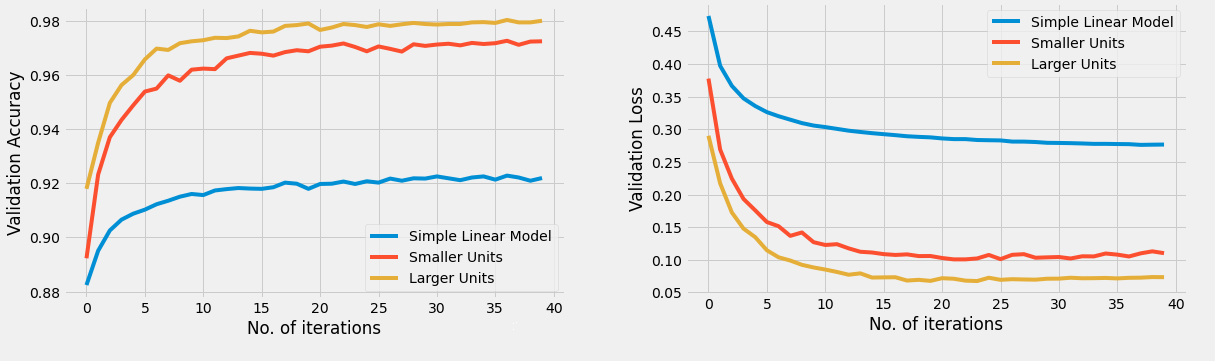 0.98
0.96
0.94
0.92
0.90
0.88
Validation Accuracy
0 5 10 15 20 25 30 35 40
No. of iterations
Simple Linear Model
Smaller Units
Larger Units
0.45
0.40
0.35
0.30
0.25
0.20
0.15
0.10
0.05
Validation Loss
0 5 10 15 20 25 30 35 40
No. of iterations
Simple Linear Model
Smaller Units
Larger Units